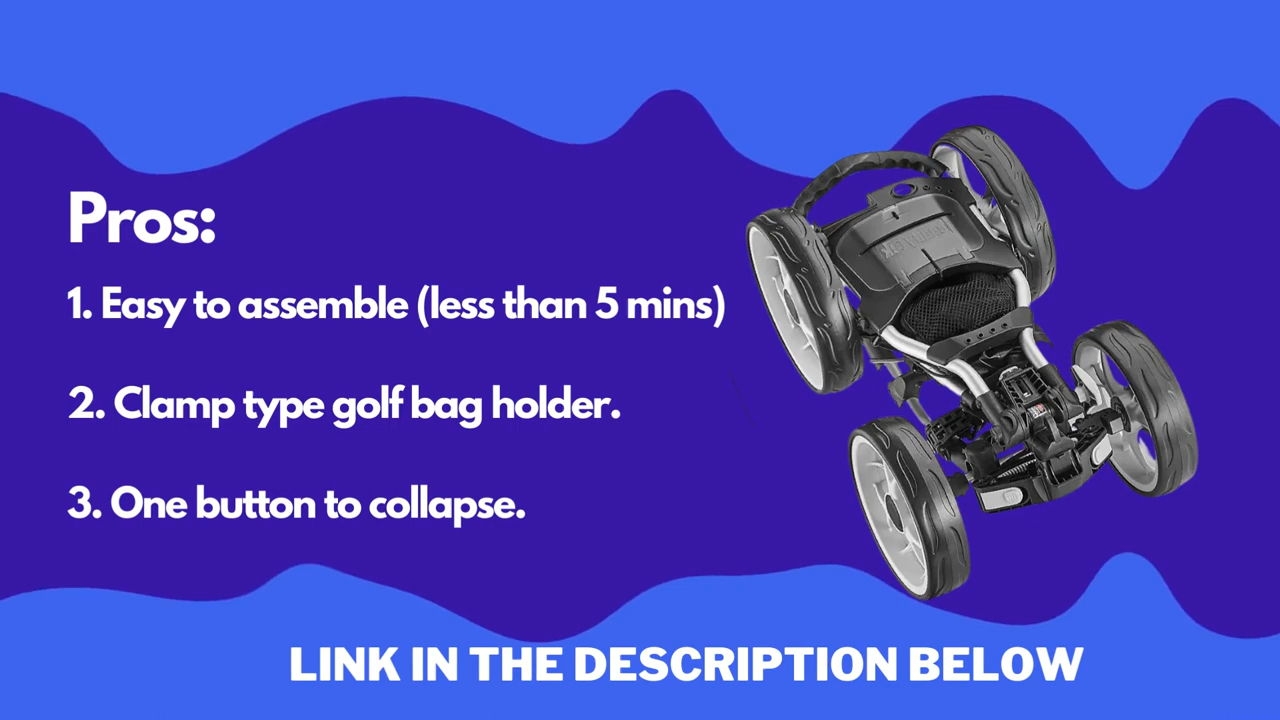 Pros:
1. Easy to assemble (less than 5 mins)
2. Clamp type golf bag holder.
3. One button to collapse.
LINK IN THE DESCRIPTION BELOW